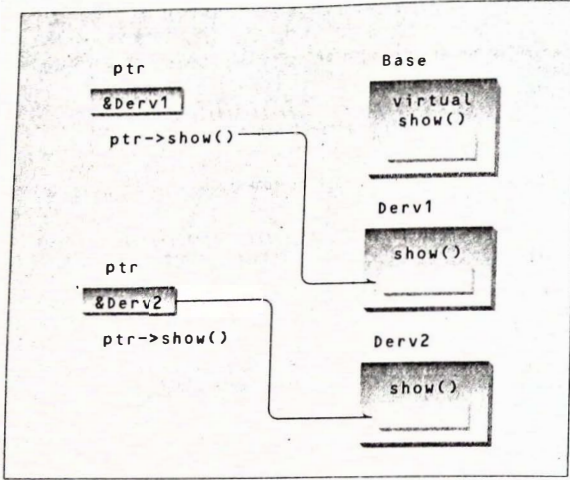 ptr
&Derv1
ptr->show()
ptr
&Derv2
ptr->show()
Base
virtual
show()
Derv1
show()
Derv2
show()